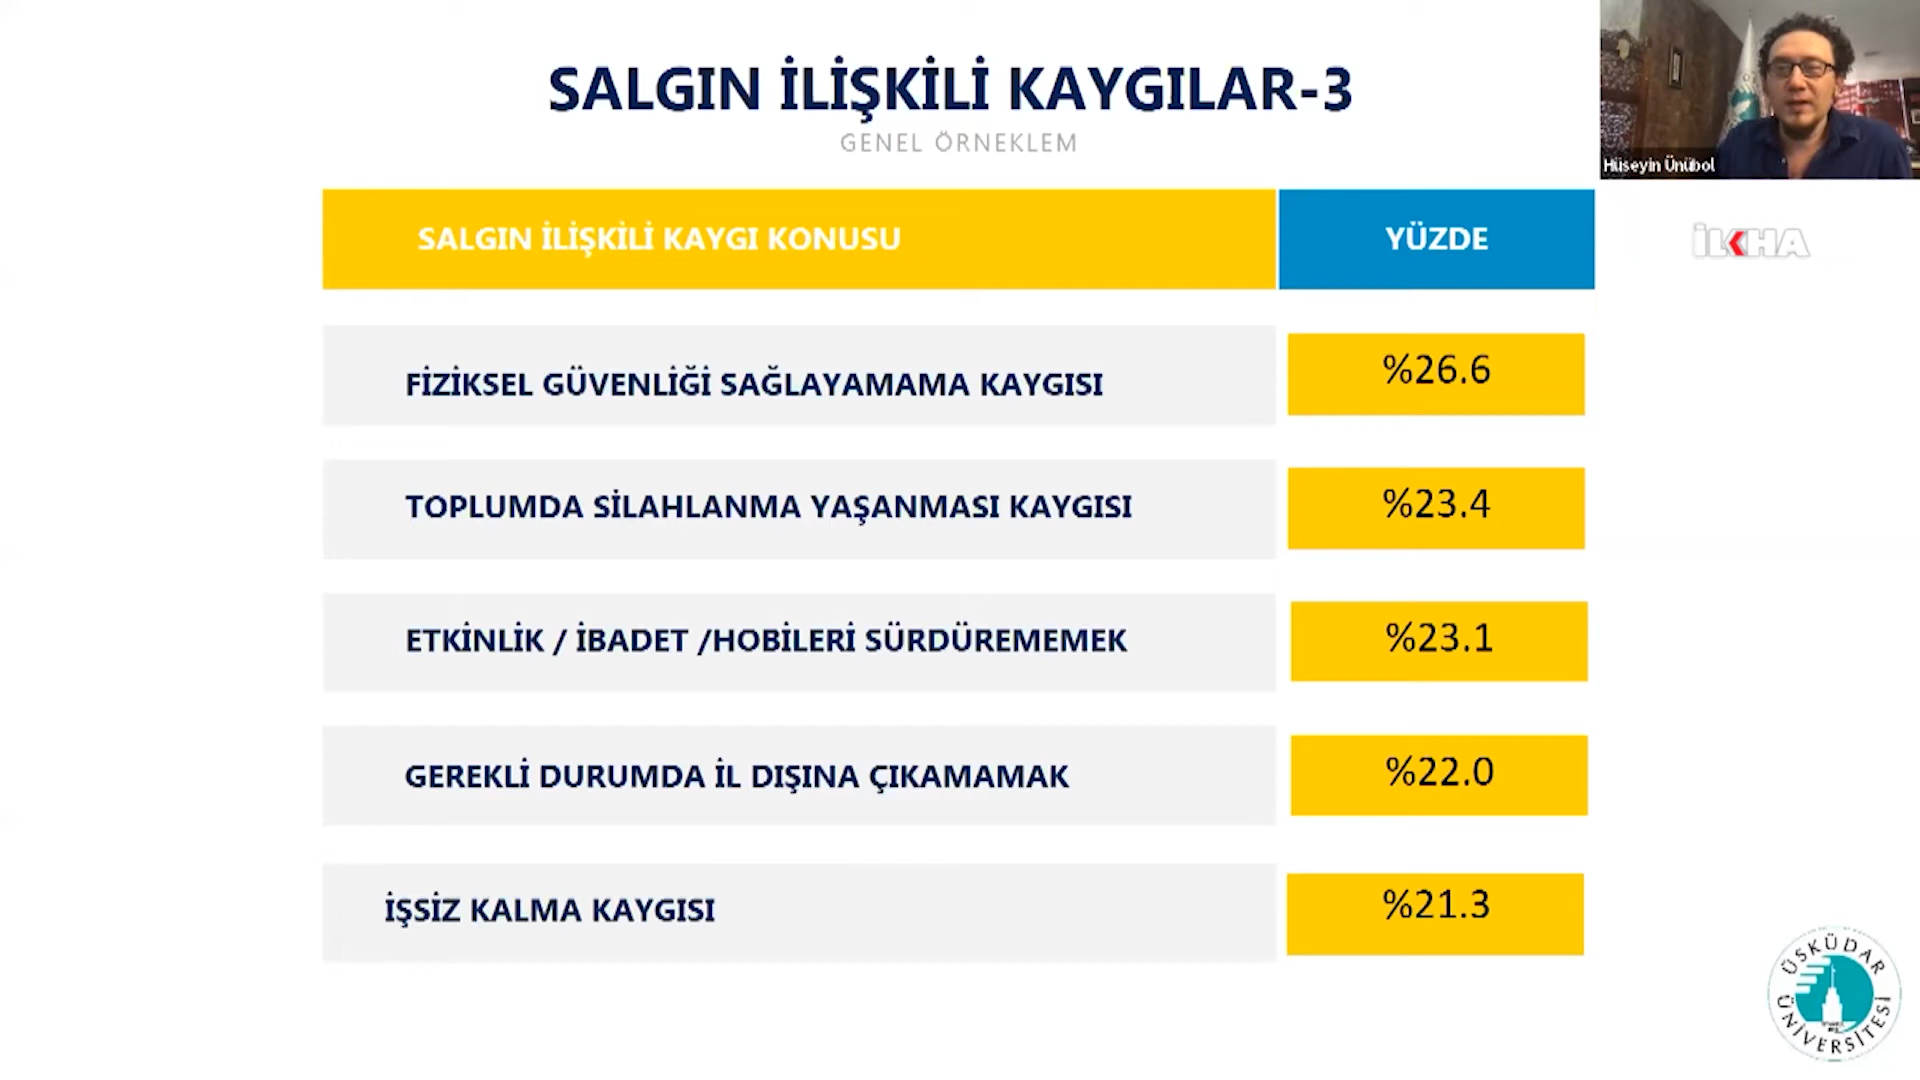 SALGIN İLİŞKİLİ KAYGILAR-3
GENEL ÖRNEKLEM
Hüseyin Ünübol
SALGIN İLİŞKİLİ KAYGI KONUSU YÜZDE
İLKHA
FİZİKSEL GÜVENLİĞİ SAĞLAYAMAMA KAYGISI %26.6
TOPLUMDA SİLAHLANMA YAŞANMASI KAYGISI %23.4
ETKİNLİK / İBADET /HOBİLERİ SÜRDÜREMEMEK %23.1
GEREKLİ DURUMDA İL DIŞINA ÇIKAMAMAK %22.0
İŞSİZ KALMA KAYGISI %21.3
ÜSKÜDAR ÜNİVERSİTESİ